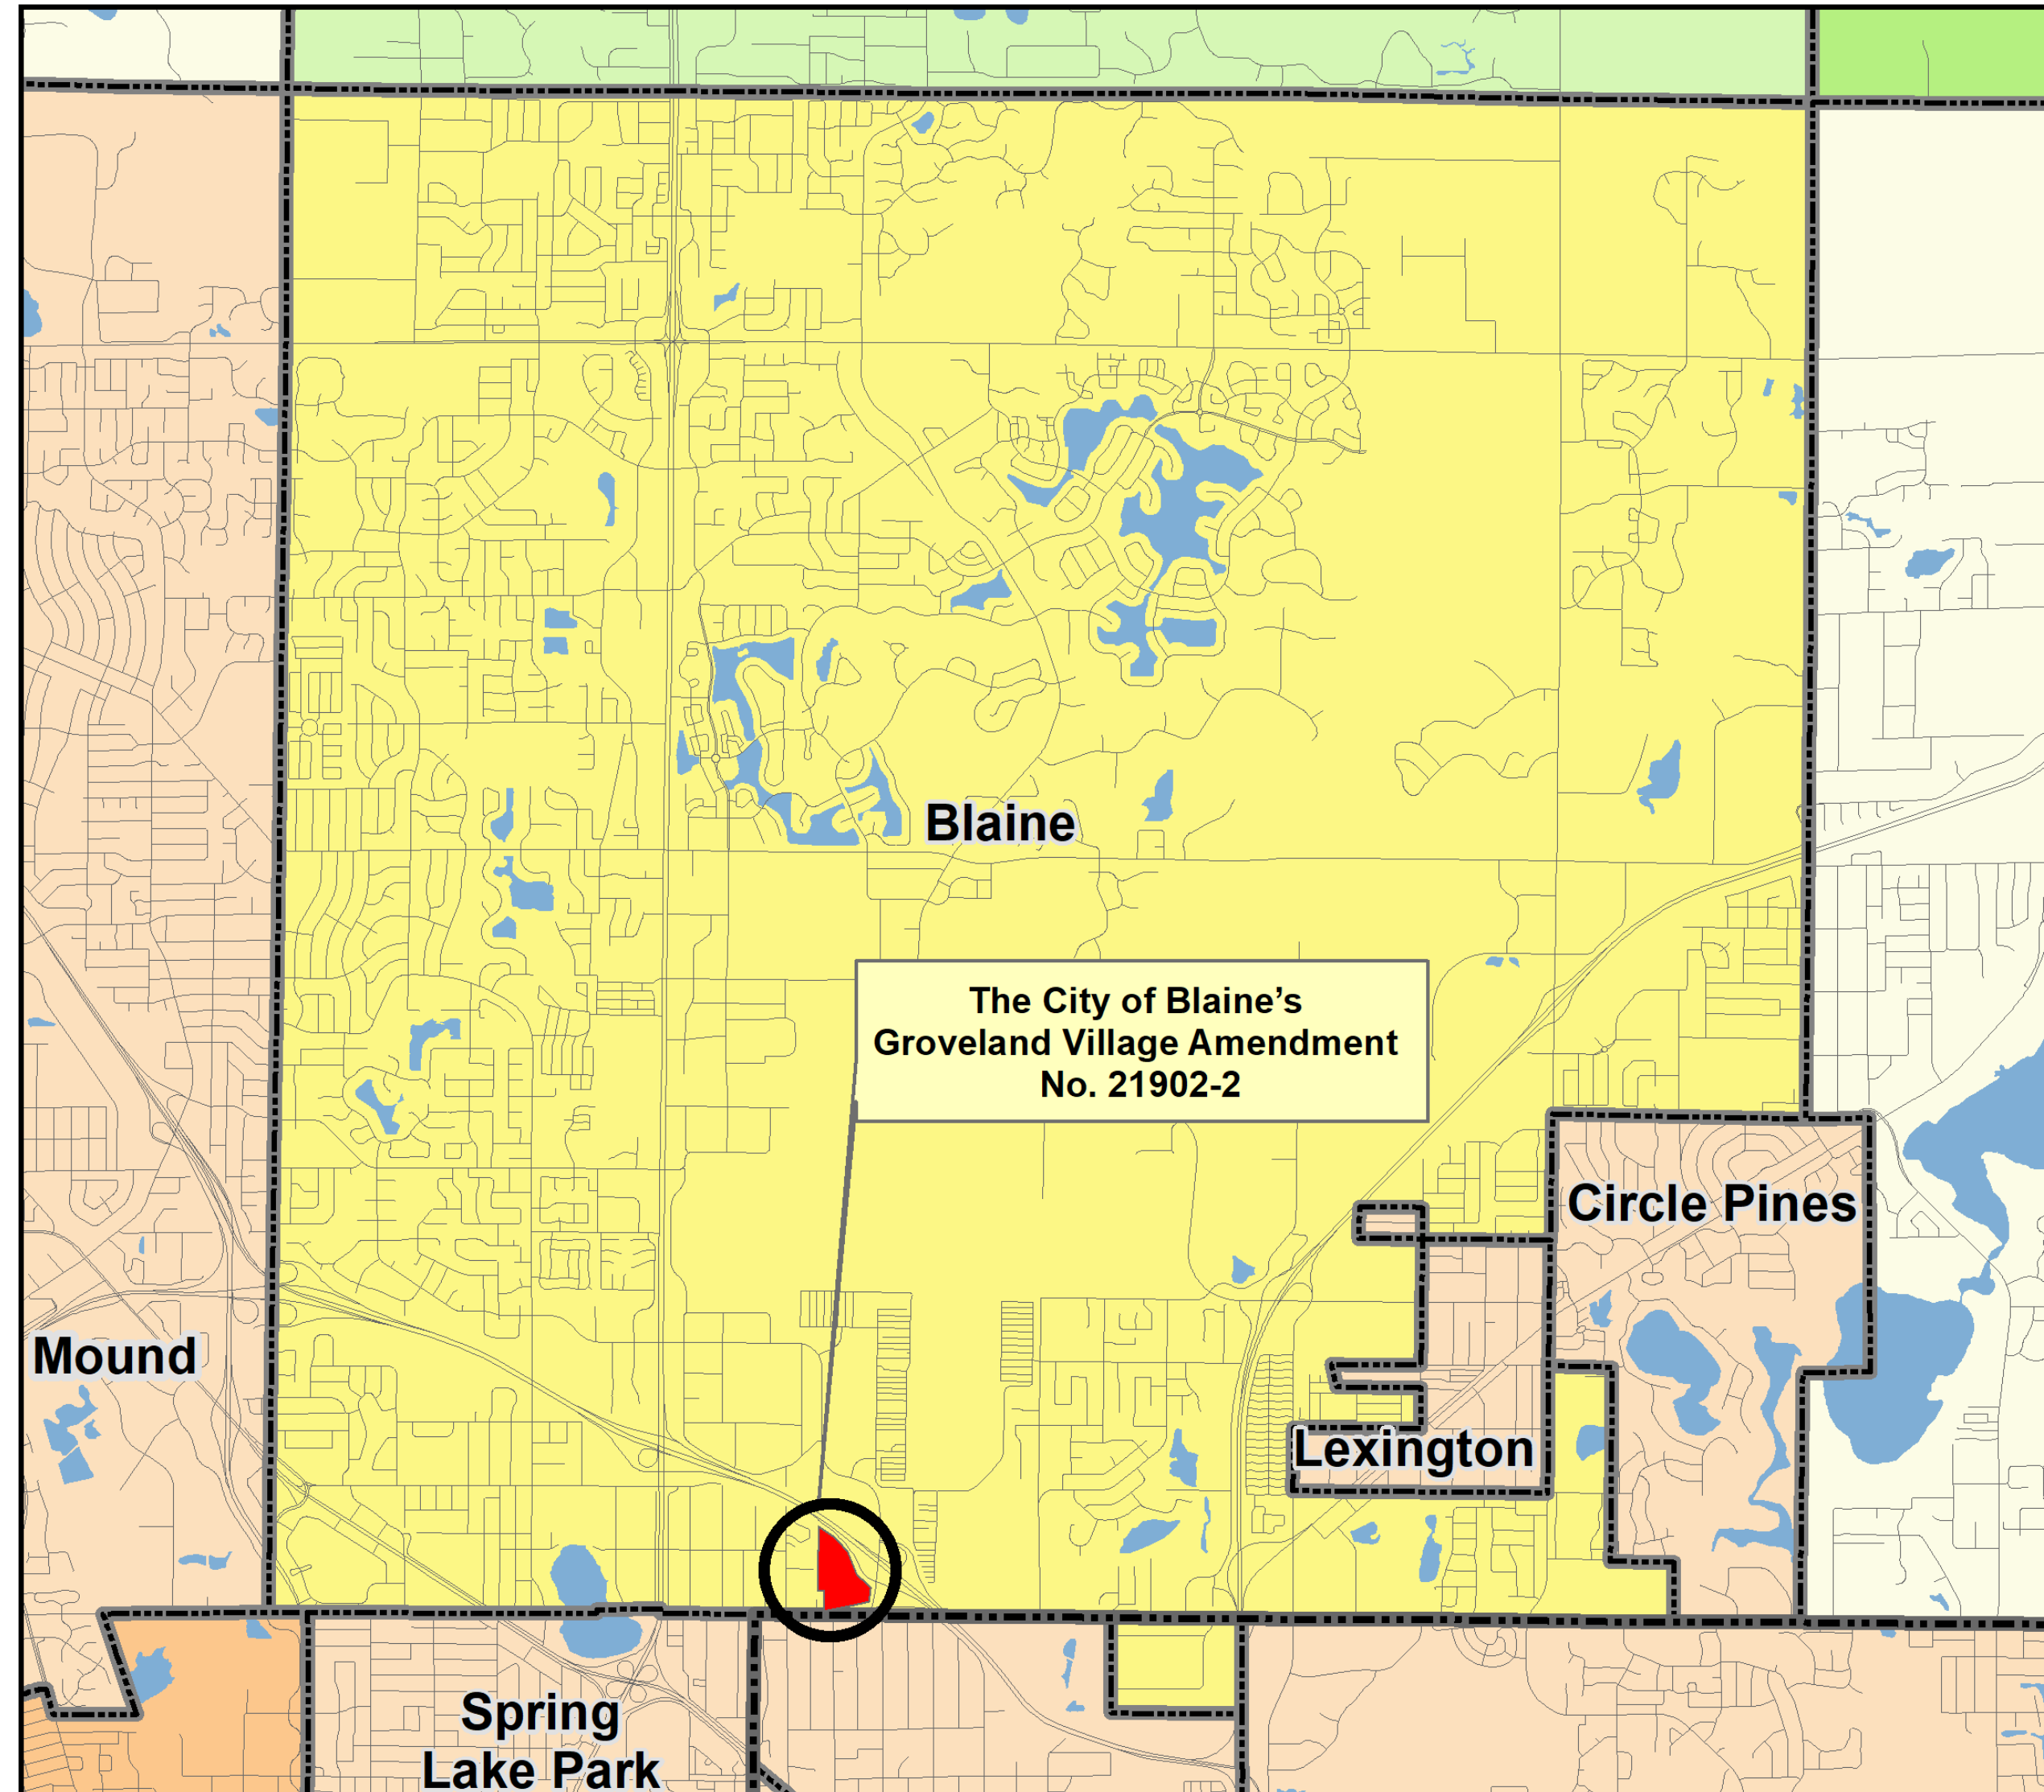 Blaine
The City of Blaine’s
Groveland Village Amendment
No. 21902-2
Circle Pines
Mound
Lexington
Spring
Lake Park